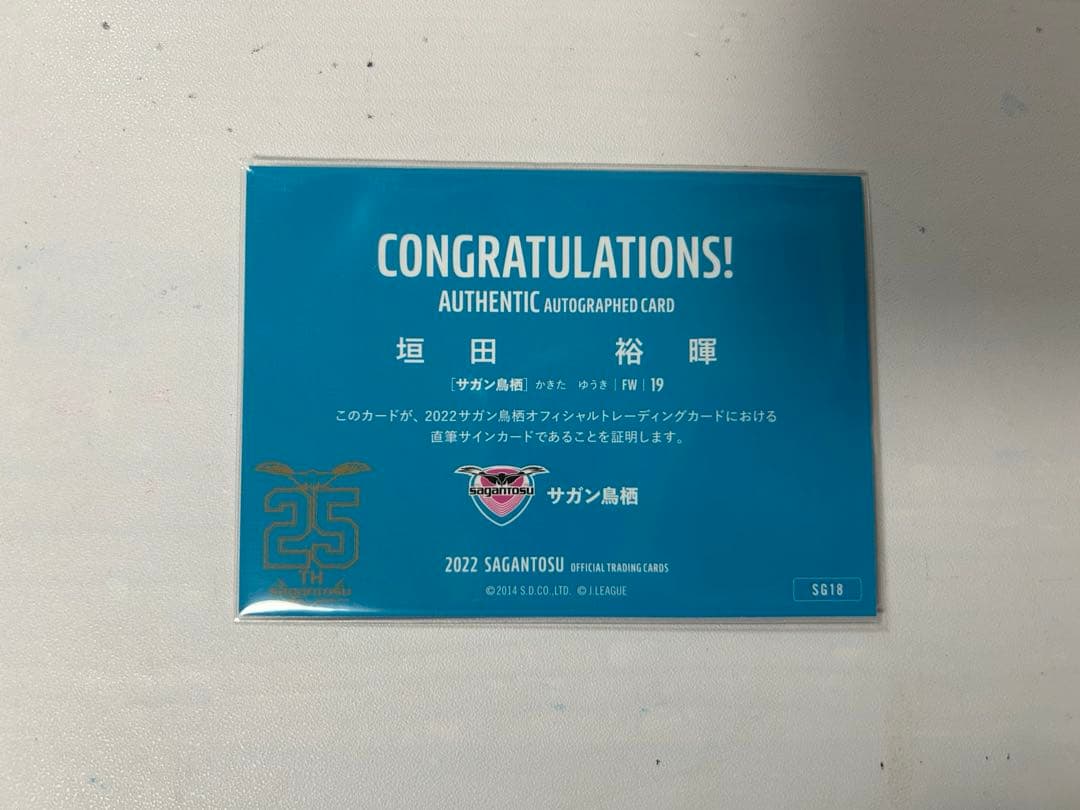 CONGRATULATIONS!
AUTHENTIC AUTOGRAPHED CARD
垣田 裕暉
[サガン鳥栖] かきた ゆうき | FW | 19
このカードが、2022サガン鳥栖オフィシャルトレーディングカードにおける
直筆サインカードであることを証明します。
sagantosu サガン鳥栖
25
TH
sagantosu
2022 SAGANTOSU OFFICIAL TRADING CARDS
©2014 S.D.CO.,LTD. © J.LEAGUE
SG18